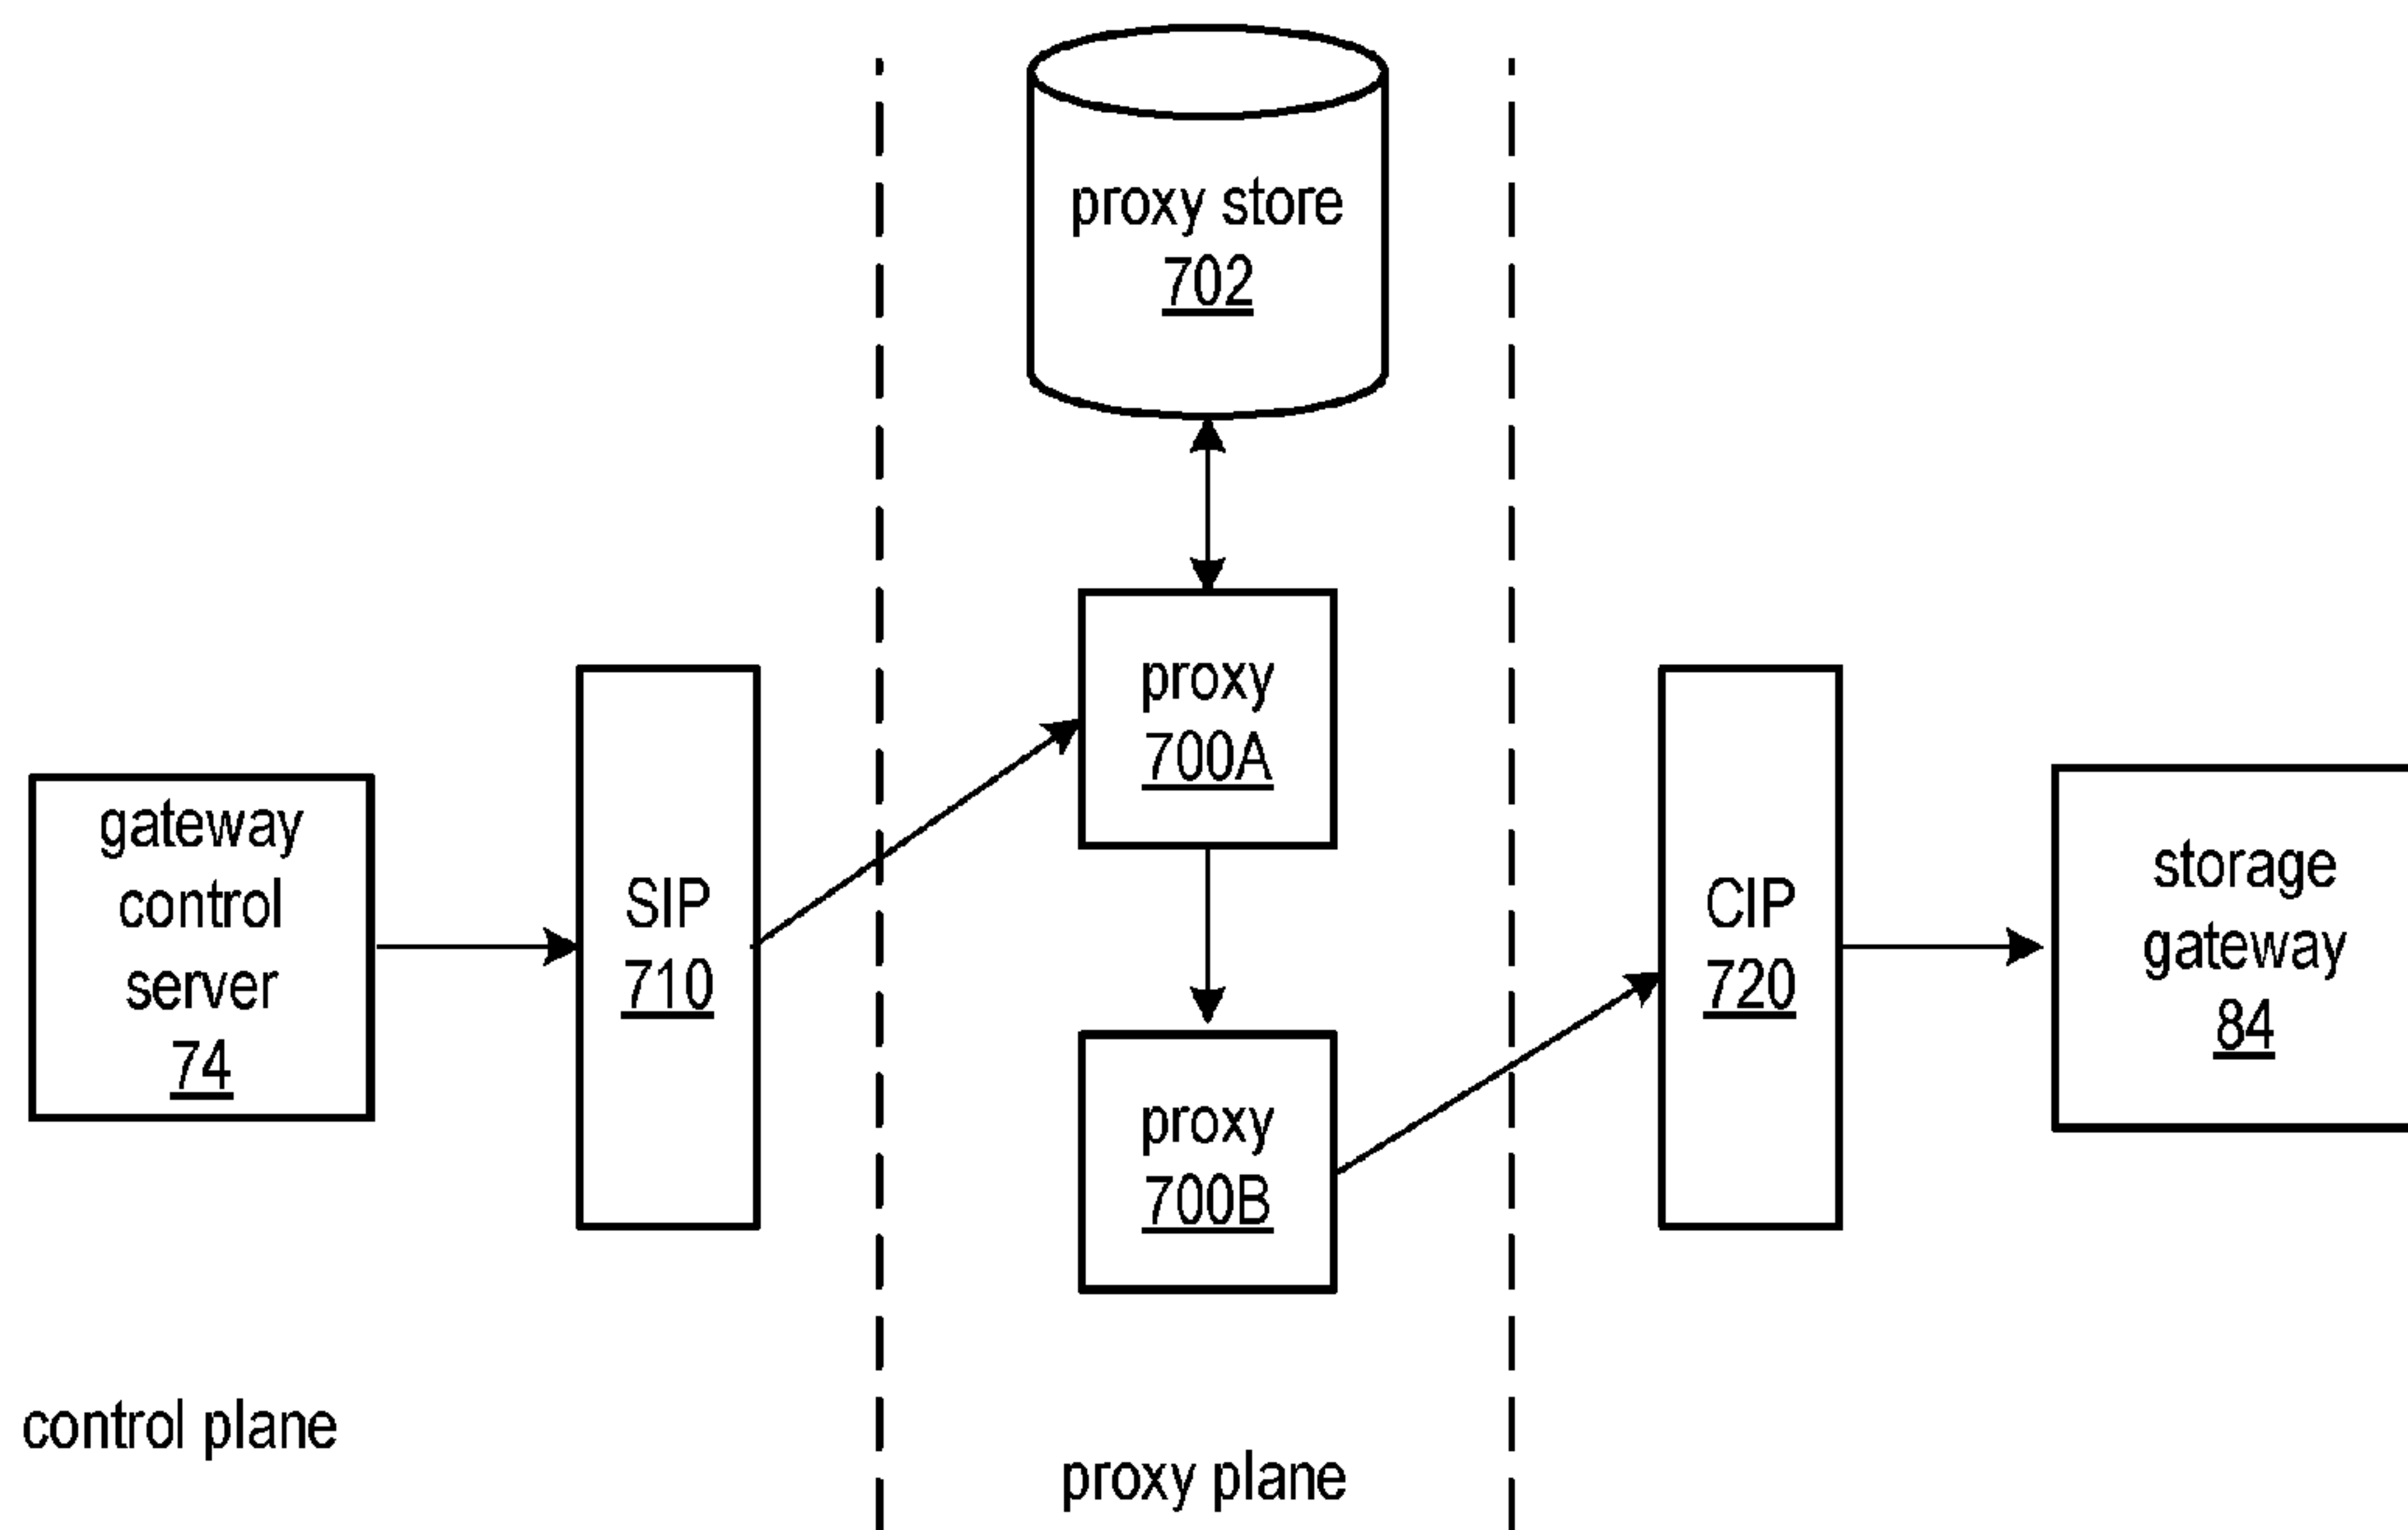 proxy store
702
proxy
700A
gateway
control
server
74
SIP
710
CIP
720
storage
gateway
84
proxy
700B
control plane
proxy plane